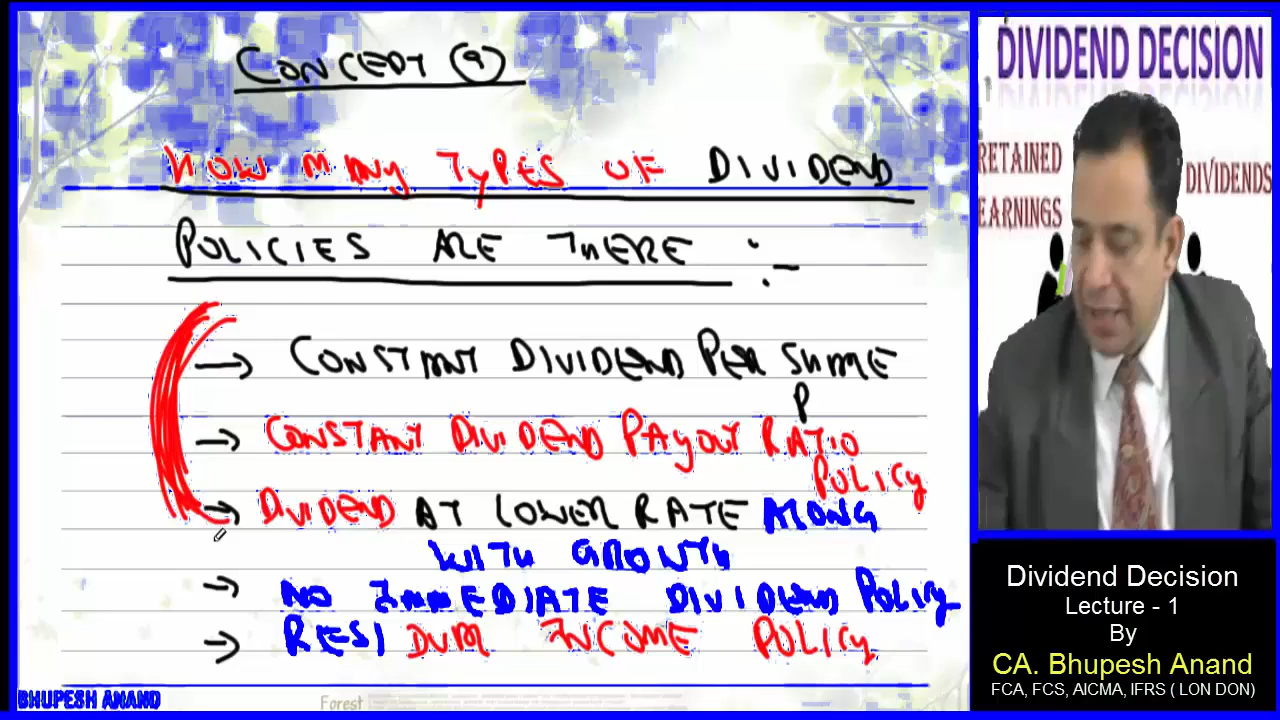 CONCEPT (9)
HOW MANY TYPES OF DIVIDEND
POLICIES ARE THERE :-
→ CONSTANT DIVIDEND PER SHARE
P
→ CONSTANT DIVIDEND PAYOUT RATIO
POLICY
→ DIVIDEND AT LOWER RATE ALONG
WITH GROWTH
→ NO IMMEDIATE DIVIDEND POLICY
→ RESIDUAL INCOME POLICY
BHUPESH ANAND
Forest
DIVIDEND DECISION
RETAINED
EARNINGS
DIVIDENDS
Dividend Decision
Lecture - 1
By
CA. Bhupesh Anand
FCA, FCS, AICMA, IFRS ( LON DON)